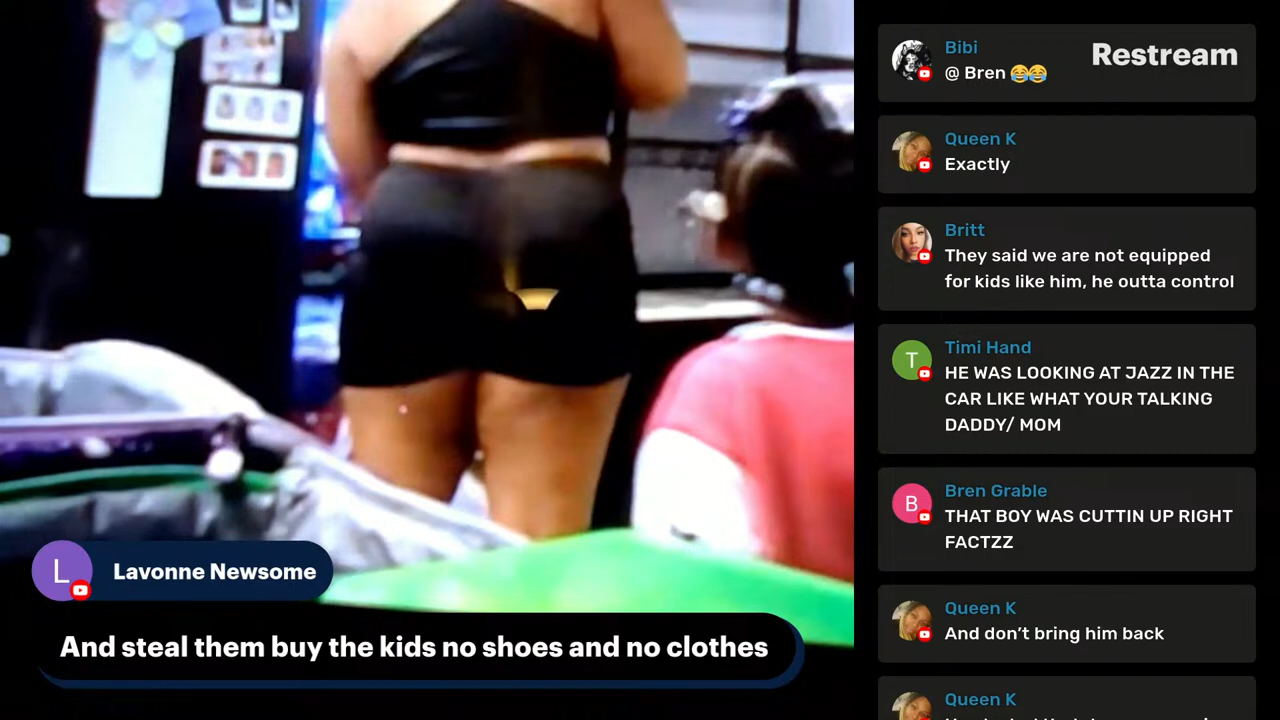 Bibi
Restream
@ Bren 😂😂
Queen K
Exactly
Britt
They said we are not equipped
for kids like him, he outta control
T
Timi Hand
HE WAS LOOKING AT JAZZ IN THE
CAR LIKE WHAT YOUR TALKING
DADDY/ MOM
B
Bren Grable
THAT BOY WAS CUTTIN UP RIGHT
FACTZZ
Queen K
And don’t bring him back
Queen K
L
Lavonne Newsome
And steal them buy the kids no shoes and no clothes